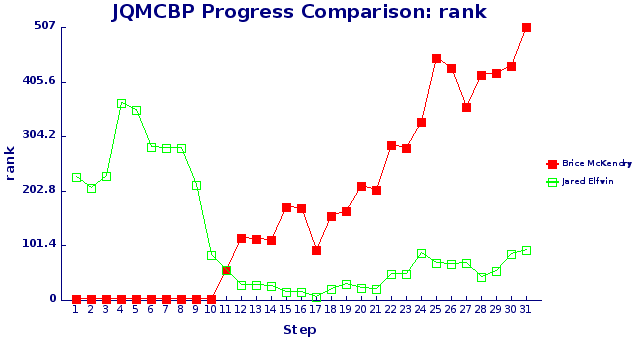 JQMCBP Progress Comparison: rank
507
405.6
304.2
202.8
101.4
0
rank
1 2 3 4 5 6 7 8 9 10 11 12 13 14 15 16 17 18 19 20 21 22 23 24 25 26 27 28 29 30 31
Step
Brice McKendry
Jared Elfwin